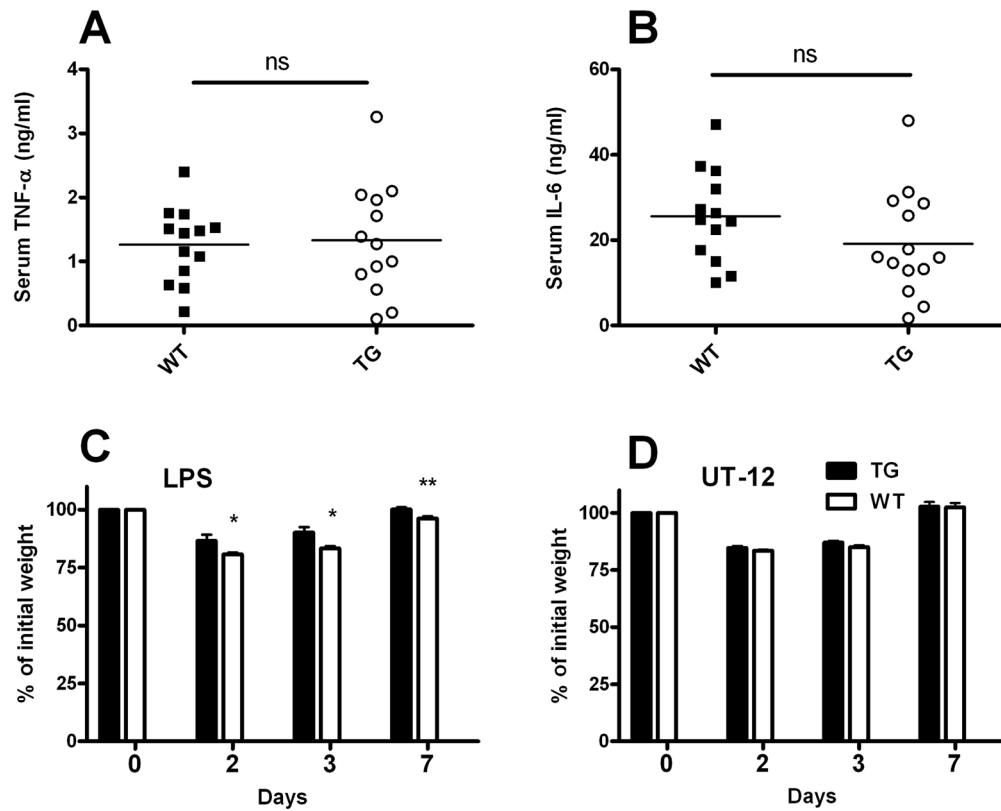 A
ns
Serum TNF-α (ng/ml)
4
3
2
1
0
WT
TG
B
ns
Serum IL-6 (ng/ml)
60
40
20
0
WT
TG
C
LPS
% of initial weight
100
75
50
25
0
*
*
**
0 2 3 7
Days
D
UT-12
TG
WT
% of initial weight
100
75
50
25
0
0 2 3 7
Days